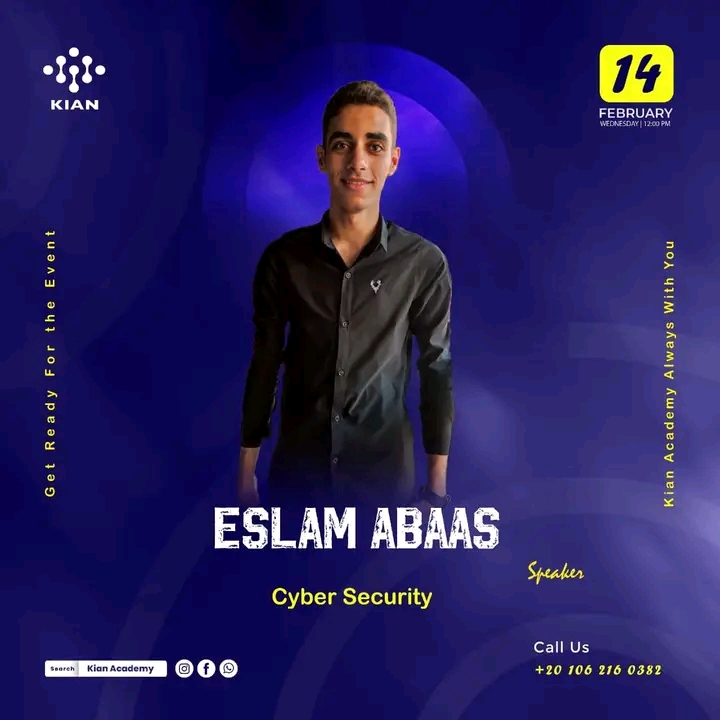 KIAN
14
FEBRUARY
WEDNESDAY | 12:00 PM
Get Ready For the Event
Kian Academy Always With You
ESLAM ABAAS
Speaker
Cyber Security
Call Us
+20 106 216 0382
Search Kian Academy